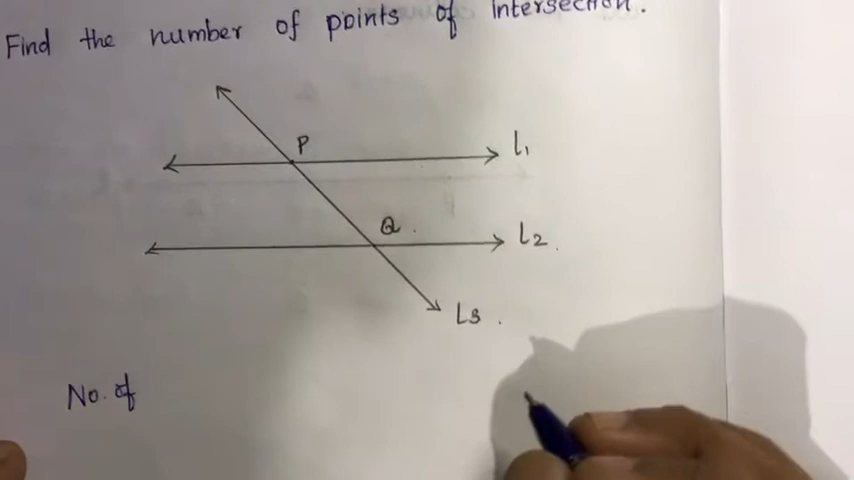 Find the number of points of intersection.
P
l₁
Q
l₂
L3
No. of